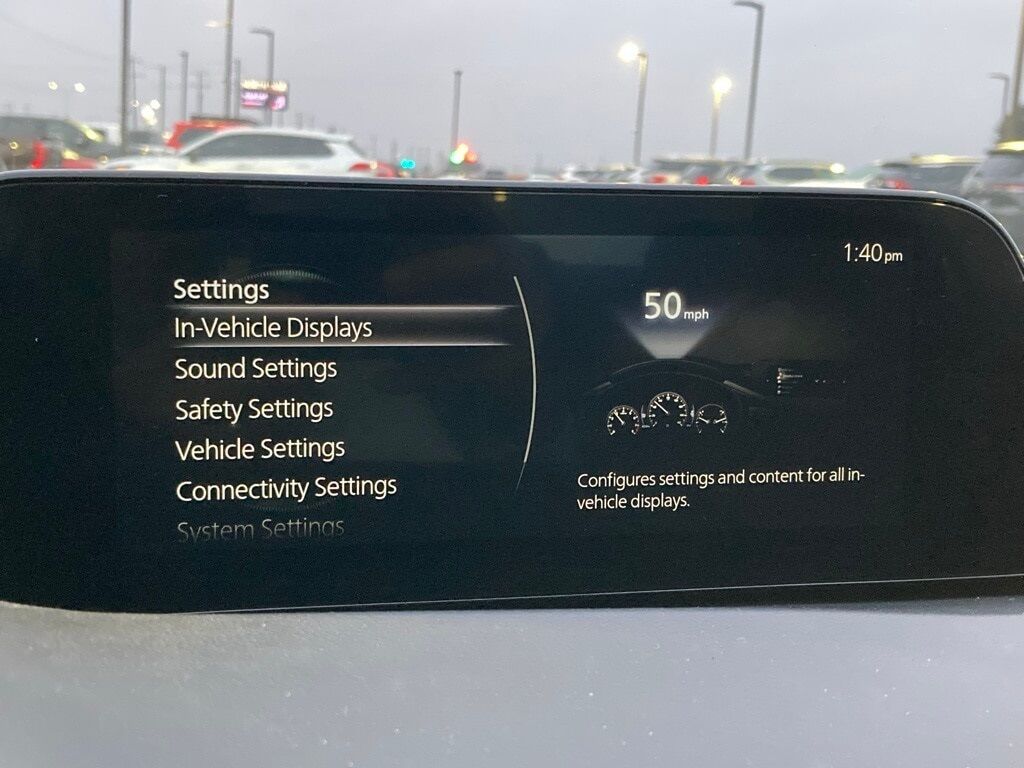 1:40pm
Settings
In-Vehicle Displays
Sound Settings
Safety Settings
Vehicle Settings
Connectivity Settings
System Settings
50 mph
Configures settings and content for all in-
vehicle displays.